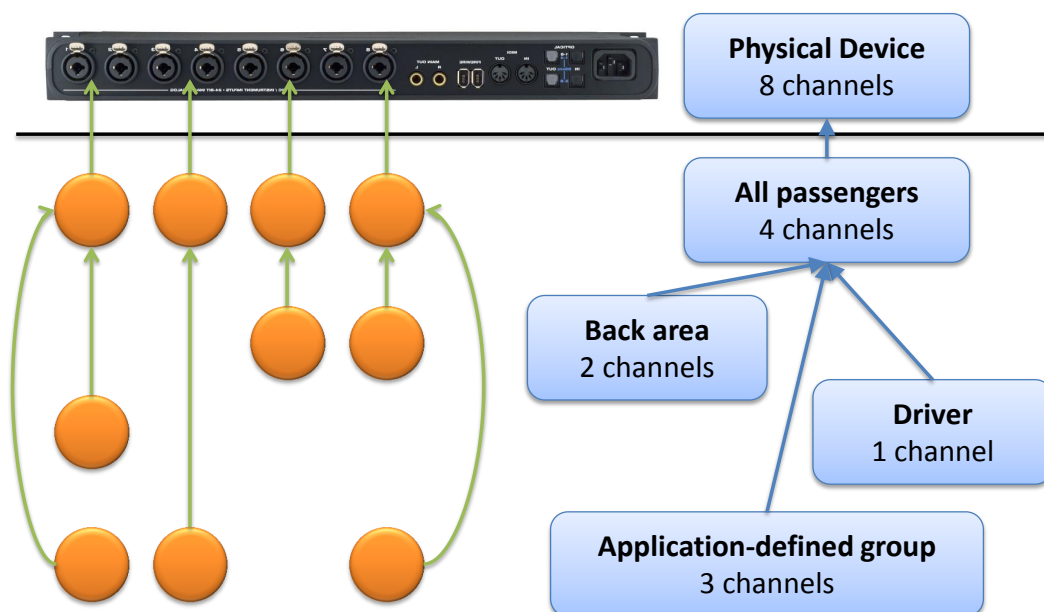 Physical Device
8 channels
All passengers
4 channels
Back area
2 channels
Driver
1 channel
Application-defined group
3 channels